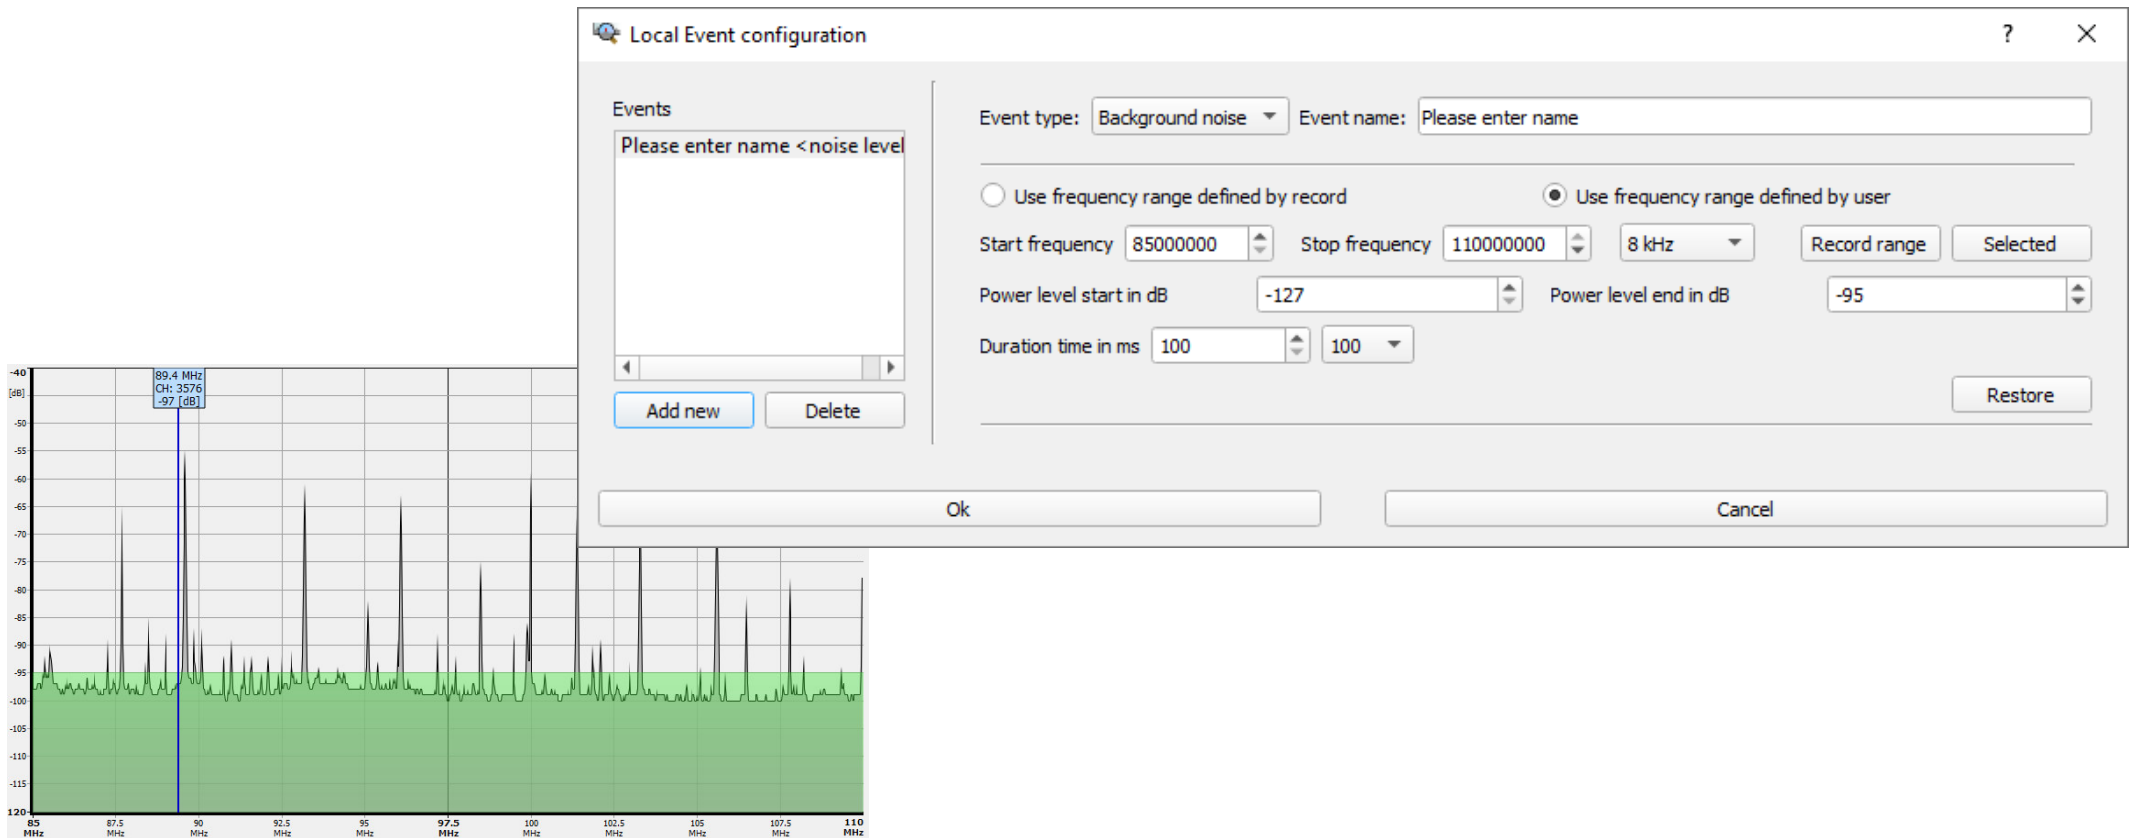 Local Event configuration
?
Events
Please enter name <noise level
Add new
Delete
Event type:
Background noise
Event name:
Please enter name
Use frequency range defined by record
Use frequency range defined by user
Start frequency
85000000
Stop frequency
110000000
8 kHz
Record range
Selected
Power level start in dB
-127
Power level end in dB
-95
Duration time in ms
100
100
Restore
Ok
Cancel
89.4 MHz
CH: 3576
-97 [dB]
-40
[dB]
-50
-55
-60
-65
-70
-75
-80
-85
-90
-95
-100
-105
-110
-115
120
85 MHz
87.5 MHz
90 MHz
92.5 MHz
95 MHz
97.5 MHz
100 MHz
102.5 MHz
105 MHz
107.5 MHz
110 MHz